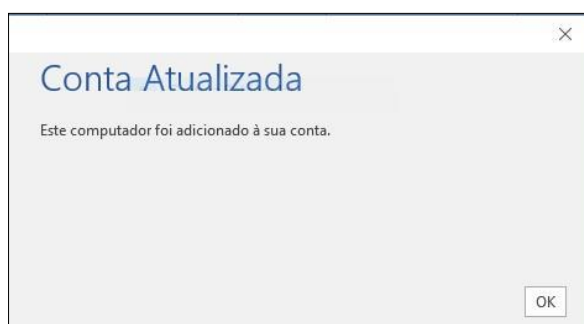 Conta Atualizada
Este computador foi adicionado à sua conta.
OK